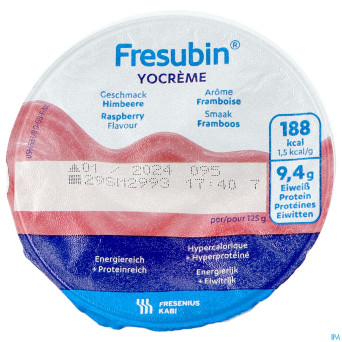 Fresubin®
YOCRÈME
Geschmack
Himbeere
Raspberry
Flavour
Arôme
Framboise
Smaak
Framboos
188
kcal
1,5 kcal/g
9,4g
Eiweiß
Protein
Protéines
Eiwitten
01 / 2024 095
29SM2993 17:40 7
por/pour 125 g
Energiereich
+ Proteinreich
Hypercalorique
+ Hyperprotéiné
Energierijk
+ Eiwitrijk
FRESENIUS
KABI